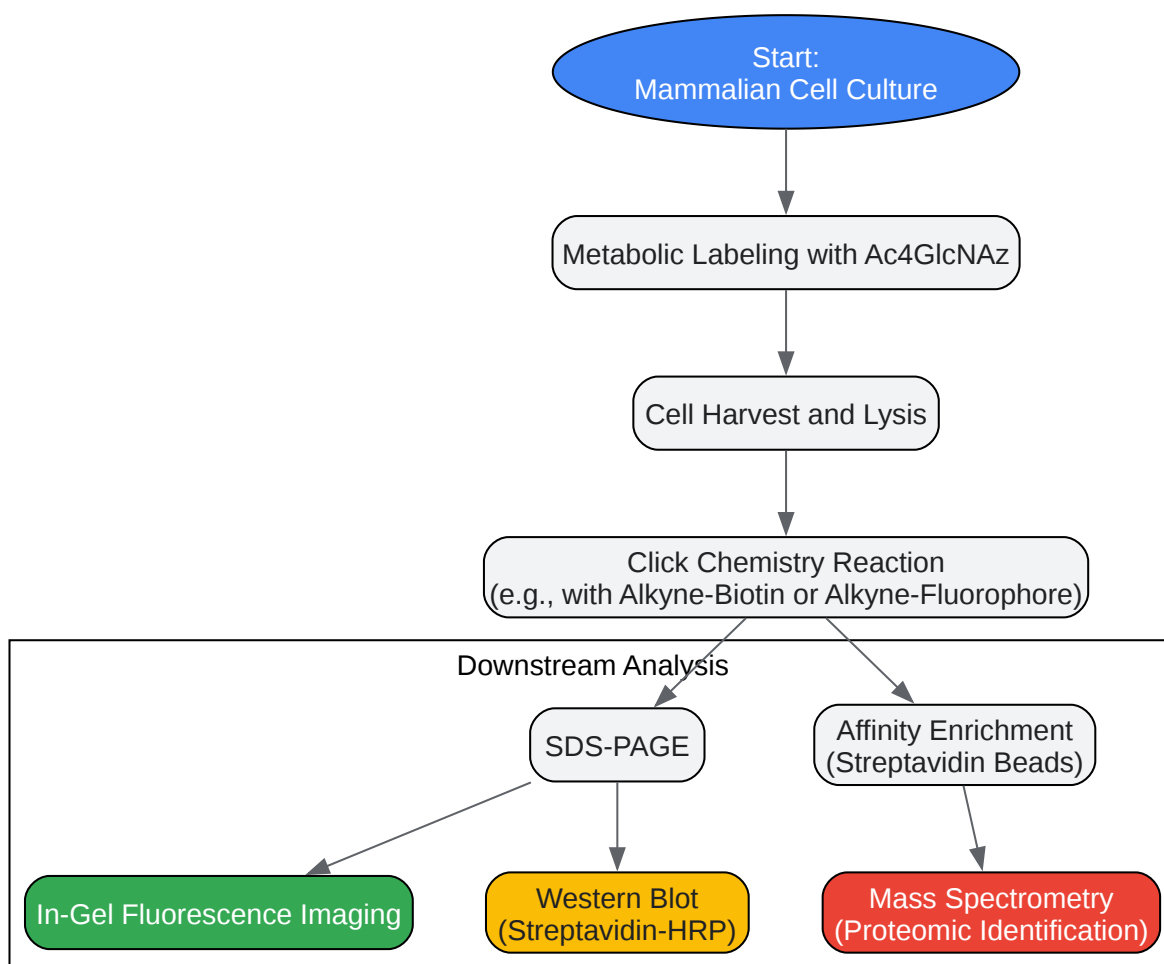 Start:
Mammalian Cell Culture
Metabolic Labeling with Ac4GlcNAz
Cell Harvest and Lysis
Click Chemistry Reaction
(e.g., with Alkyne-Biotin or Alkyne-Fluorophore)
Downstream Analysis
SDS-PAGE
Affinity Enrichment
(Streptavidin Beads)
In-Gel Fluorescence Imaging
Western Blot
(Streptavidin-HRP)
Mass Spectrometry
(Proteomic Identification)